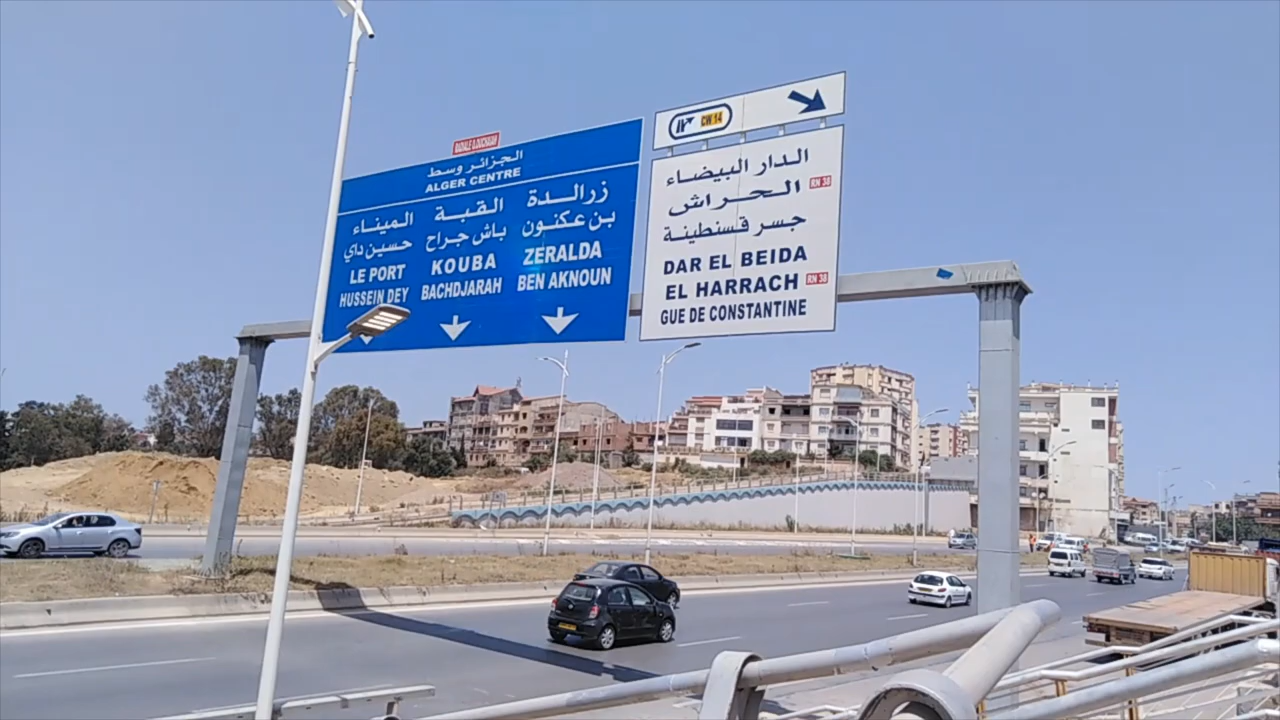 RADIALE OUCHAIAH
الجزائر وسط
ALGER CENTRE
الميناء
حسين داي
LE PORT
HUSSEIN DEY
القبة
باش جراح
KOUBA
BACHDJARAH
زرالدة
بن عكنون
ZERALDA
BEN AKNOUN
CW 14
الدار البيضاء
الحراش RN 38
جسر قسنطينة
DAR EL BEIDA
EL HARRACH RN 38
GUE DE CONSTANTINE